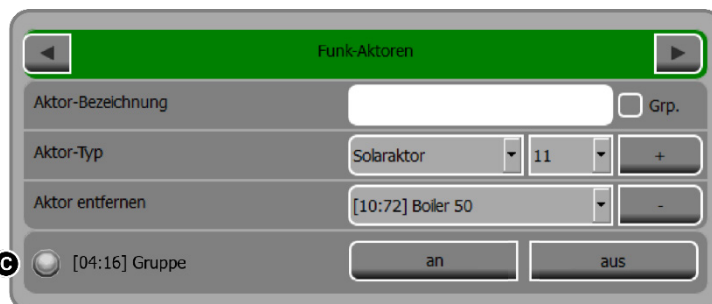 Funk-Aktoren
Aktor-Bezeichnung Grp.
Aktor-Typ Solaraktor 11 +
Aktor entfernen [10:72] Boiler 50 -
C [04:16] Gruppe an aus